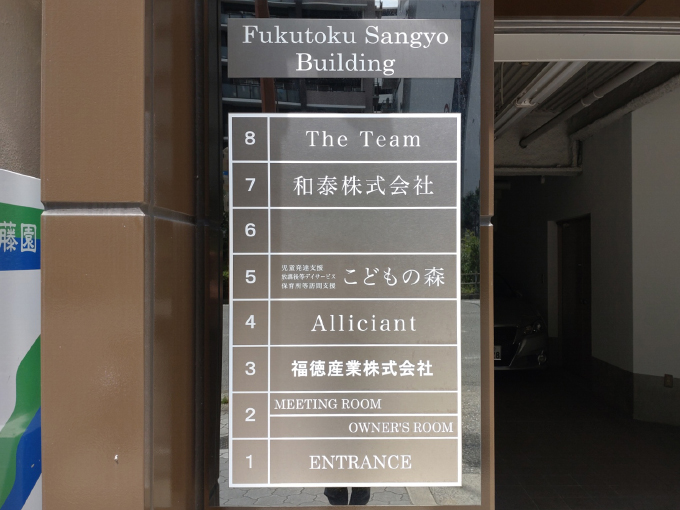 Fukutoku Sangyo
Building
8 The Team
7 和泰株式会社
6
5 児童発達支援
放課後等デイサービス
保育所等訪問支援
こどもの森
4 Alliciant
3 福徳産業株式会社
2 MEETING ROOM
OWNER'S ROOM
1 ENTRANCE
藤園